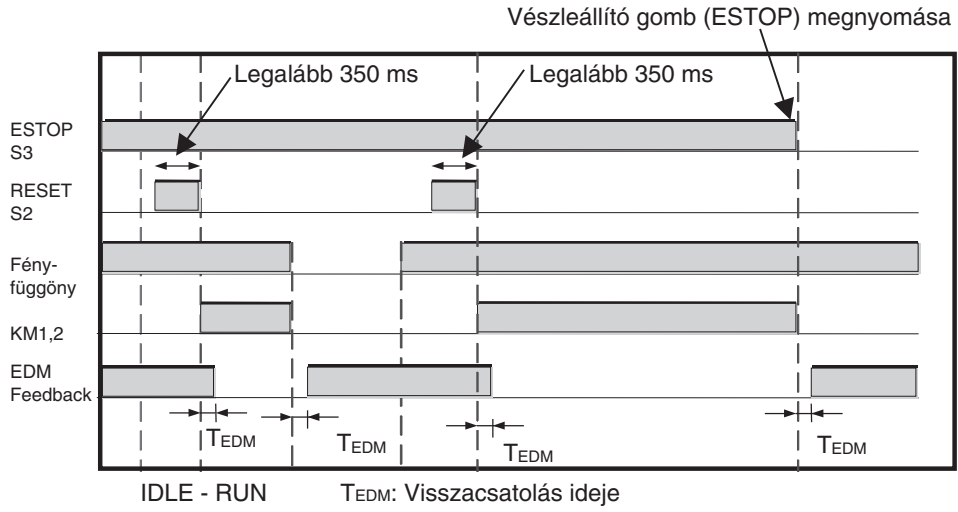 Vészleállító gomb (ESTOP) megnyomása
Legalább 350 ms
Legalább 350 ms
ESTOP
S3
RESET
S2
Fény-
függöny
KM1,2
EDM
Feedback
TEDM
TEDM
TEDM
TEDM
IDLE - RUN
TEDM: Visszacsatolás ideje